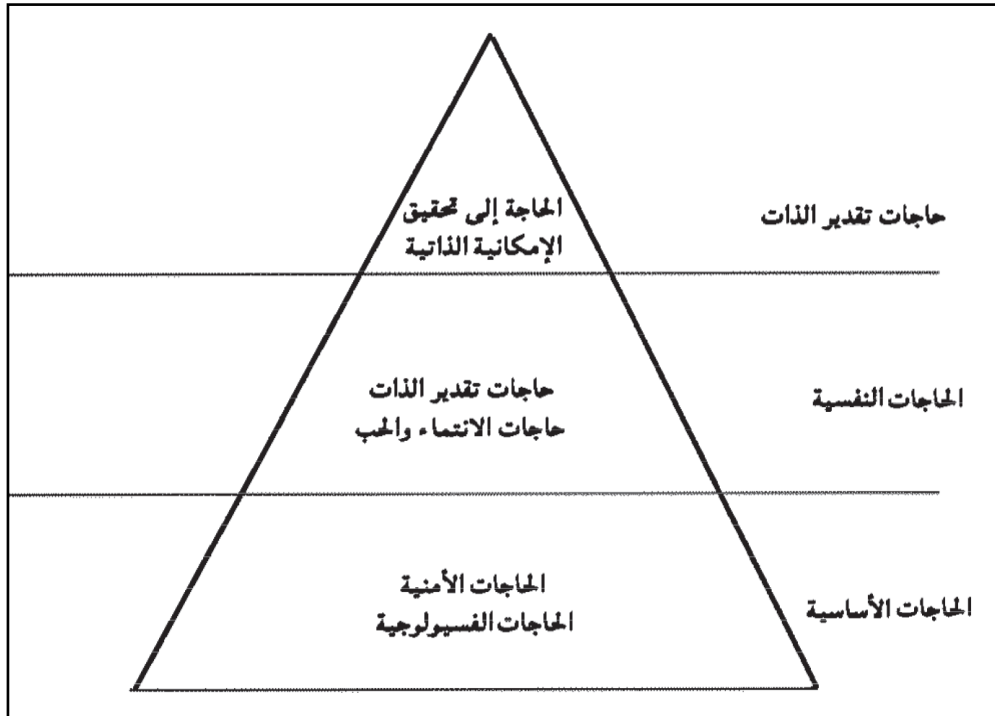 حاجات تقدير الذات
الحاجة إلى تحقيق
الإمكانية الذاتية
الحاجات النفسية
حاجات تقدير الذات
حاجات الانتماء والحب
الحاجات الأساسية
الحاجات الأمنية
الحاجات الفسيولوجية